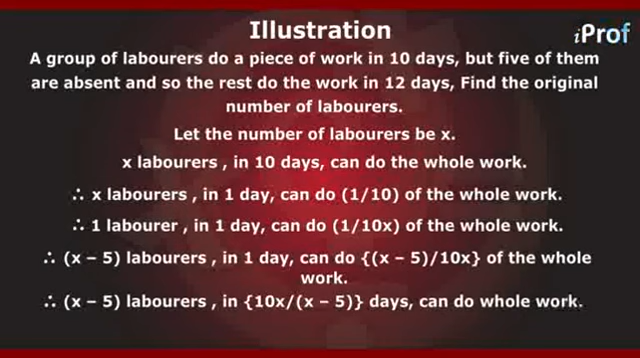 Illustration
iProf
A group of labourers do a piece of work in 10 days, but five of them
are absent and so the rest do the work in 12 days, Find the original
number of labourers.
Let the number of labourers be x.
x labourers , in 10 days, can do the whole work.
∴ x labourers , in 1 day, can do (1/10) of the whole work.
∴ 1 labourer , in 1 day, can do (1/10x) of the whole work.
∴ (x – 5) labourers , in 1 day, can do {(x – 5)/10x} of the whole
work.
∴ (x – 5) labourers , in {10x/(x – 5)} days, can do whole work.